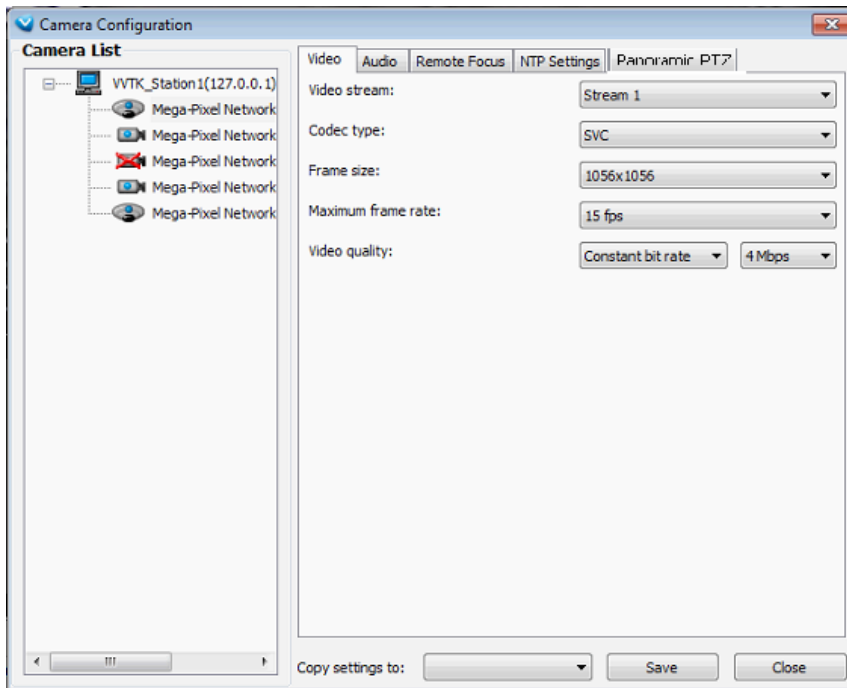 Camera Configuration
Camera List
VVTK_Station1(127.0.0.1)
Mega-Pixel Network
Mega-Pixel Network
Mega-Pixel Network
Mega-Pixel Network
Mega-Pixel Network
Video Audio Remote Focus NTP Settings Panoramic PTZ
Video stream: Stream 1
Codec type: SVC
Frame size: 1056x1056
Maximum frame rate: 15 fps
Video quality: Constant bit rate 4 Mbps
Copy settings to: Save Close